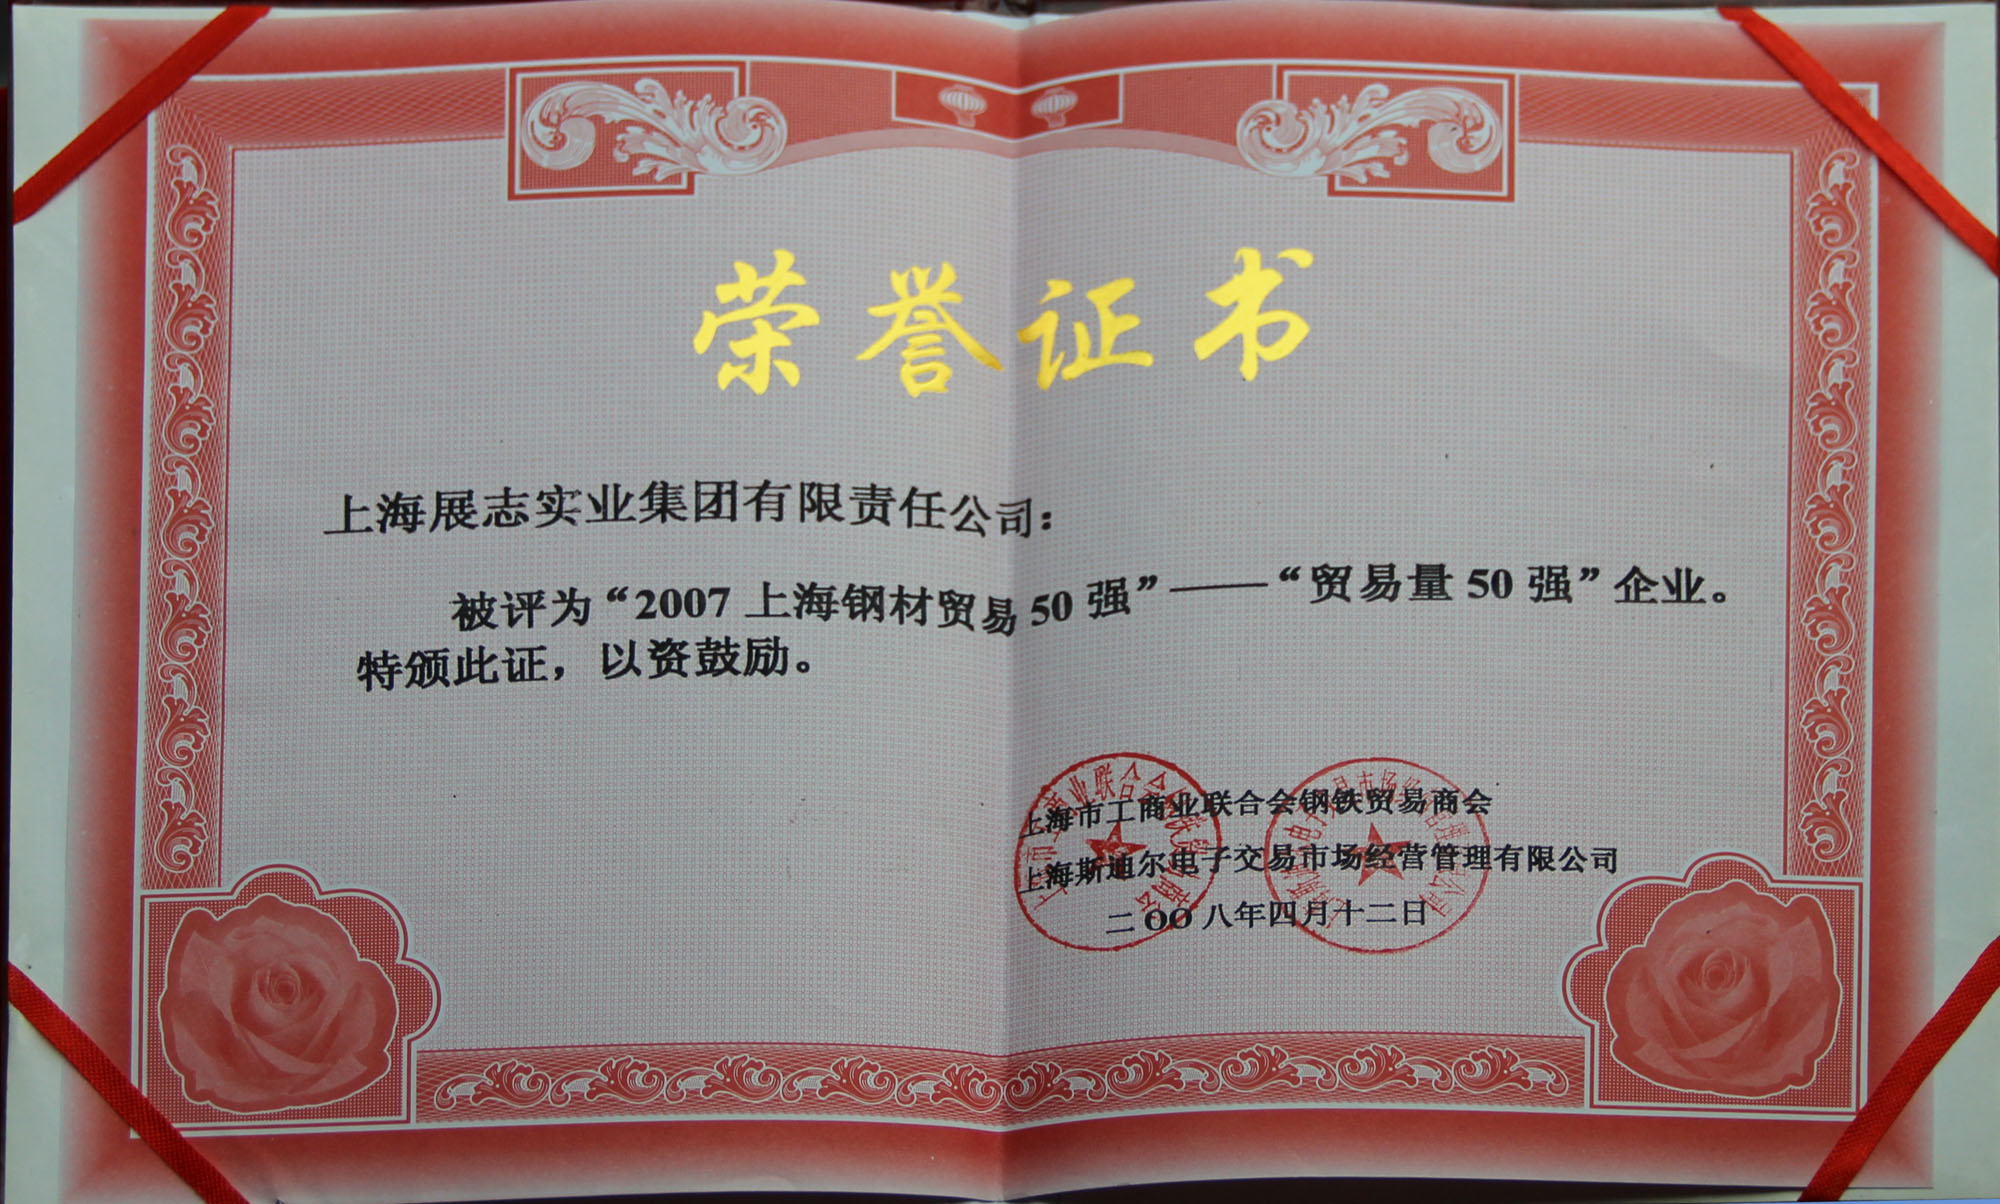 荣誉证书
上海展志实业集团有限责任公司：
被评为“2007上海钢材贸易50强”——“贸易量50强”企业。
特颁此证，以资鼓励。
上海市工商业联合会钢铁贸易商会
上海斯迪尔电子交易市场经营管理有限公司
二〇〇八年四月十二日